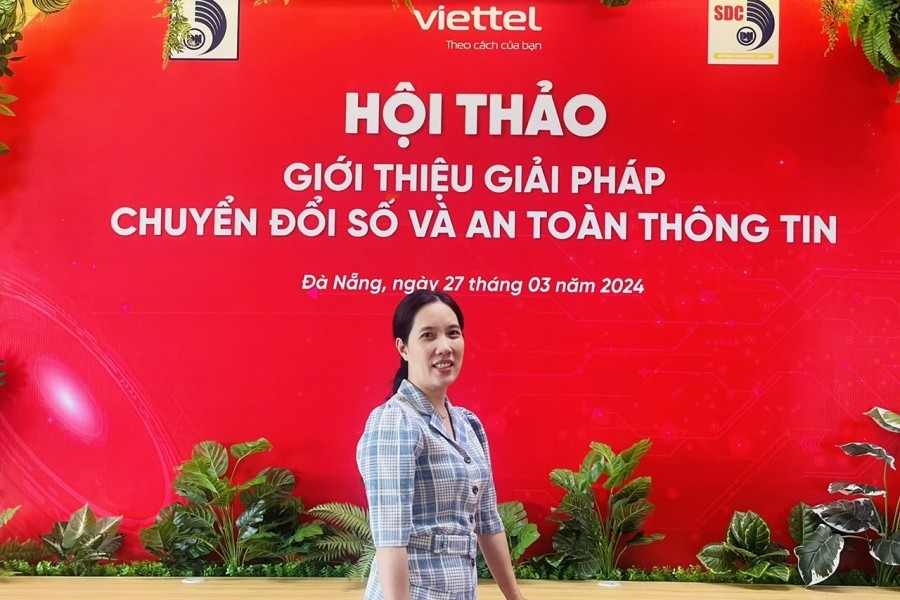 viettel
Theo cách của bạn
SDC
HỘI THẢO
GIỚI THIỆU GIẢI PHÁP
CHUYỂN ĐỔI SỐ VÀ AN TOÀN THÔNG TIN
Đà Nẵng, ngày 27 tháng 03 năm 2024